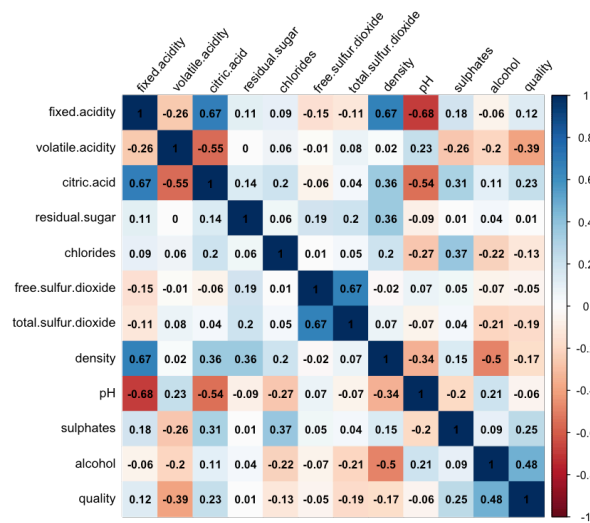 fixed.acidity volatile.acidity citric.acid residual.sugar chlorides free.sulfur.dioxide total.sulfur.dioxide density pH sulphates alcohol quality
fixed.acidity 1 -0.26 0.67 0.11 0.09 -0.15 -0.11 0.67 -0.68 0.18 -0.06 0.12
volatile.acidity -0.26 1 -0.55 0 0.06 -0.01 0.08 0.02 0.23 -0.26 -0.2 -0.39
citric.acid 0.67 -0.55 1 0.14 0.2 -0.06 0.04 0.36 -0.54 0.31 0.11 0.23
residual.sugar 0.11 0 0.14 1 0.06 0.19 0.2 0.36 -0.09 0.01 0.04 0.01
chlorides 0.09 0.06 0.2 0.06 1 0.01 0.05 0.2 -0.27 0.37 -0.22 -0.13
free.sulfur.dioxide -0.15 -0.01 -0.06 0.19 0.01 1 0.67 -0.02 0.07 0.05 -0.07 -0.05
total.sulfur.dioxide -0.11 0.08 0.04 0.2 0.05 0.67 1 0.07 -0.07 0.04 -0.21 -0.19
density 0.67 0.02 0.36 0.36 0.2 -0.02 0.07 1 -0.34 0.15 -0.5 -0.17
pH -0.68 0.23 -0.54 -0.09 -0.27 0.07 -0.07 -0.34 1 -0.2 0.21 -0.06
sulphates 0.18 -0.26 0.31 0.01 0.37 0.05 0.04 0.15 -0.2 1 0.09 0.25
alcohol -0.06 -0.2 0.11 0.04 -0.22 -0.07 -0.21 -0.5 0.21 0.09 1 0.48
quality 0.12 -0.39 0.23 0.01 -0.13 -0.05 -0.19 -0.17 -0.06 0.25 0.48 1
1
0.8
0.6
0.4
0.2
0
-0.2
-0.4
-0.6
-0.8
-1